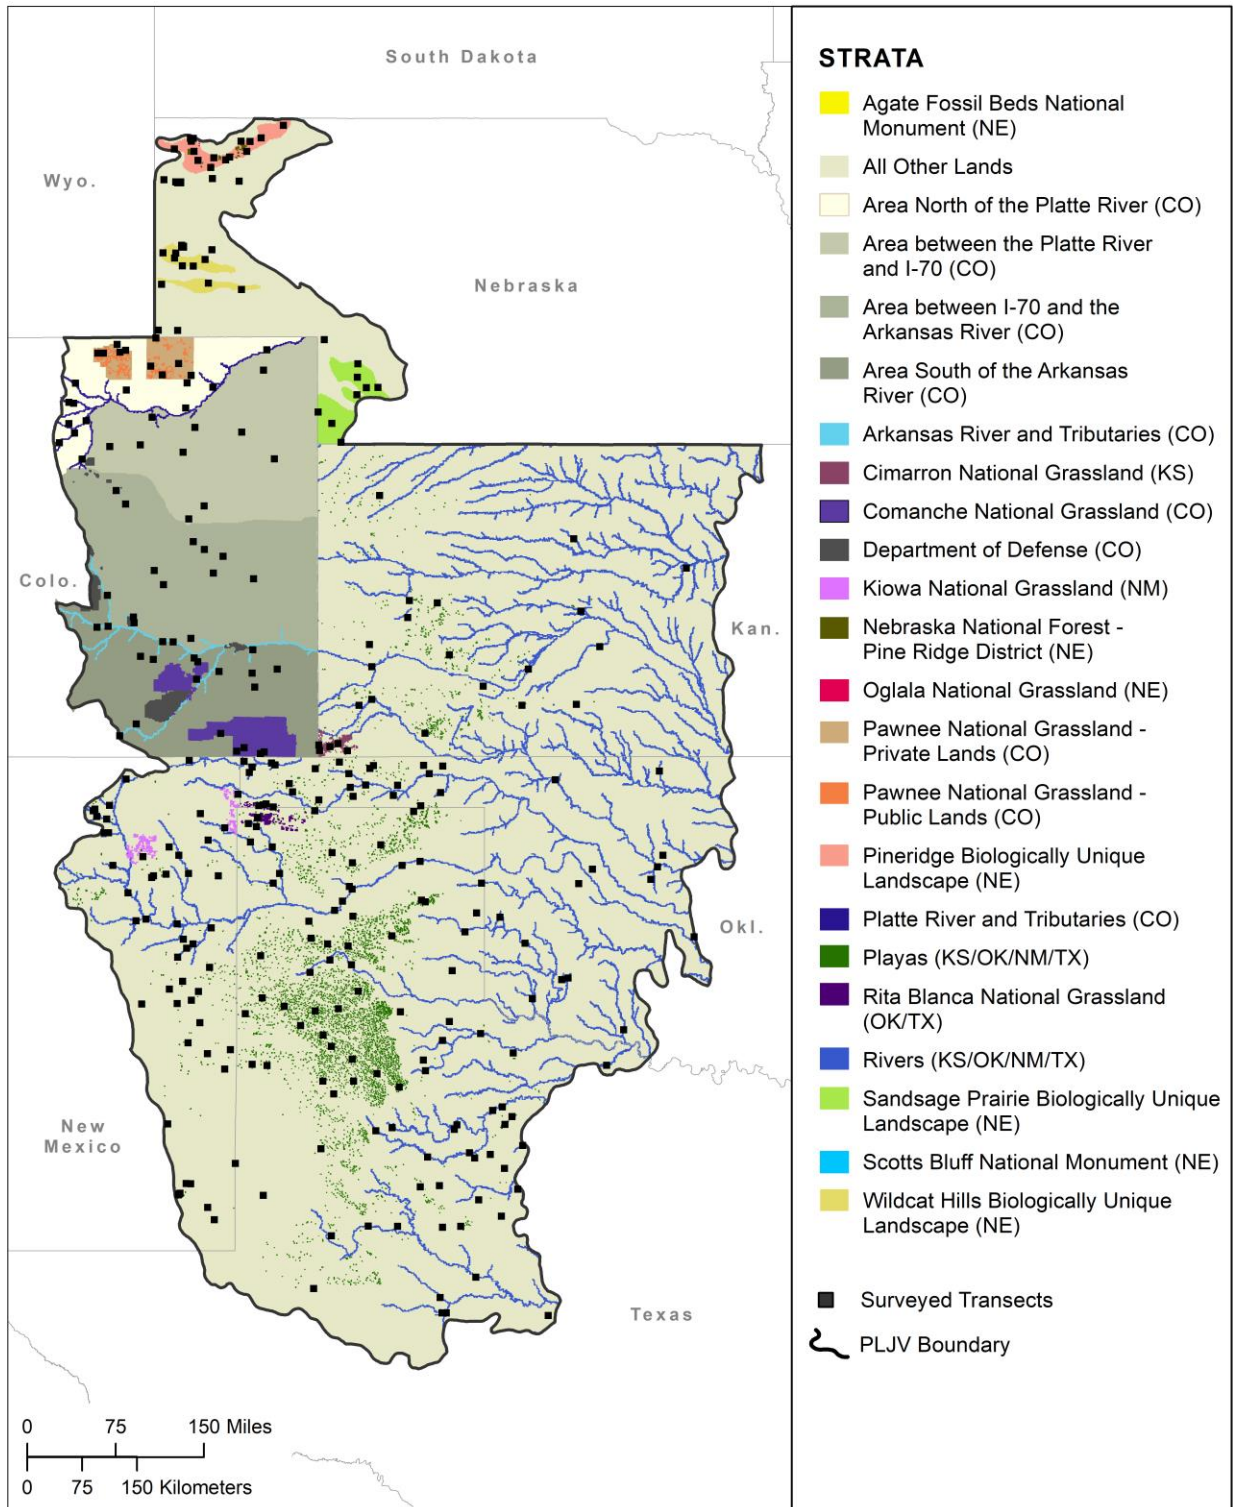 South Dakota
Wyo.
Nebraska
Colo.
Kan.
Okl.
New
Mexico
Texas
0 75 150 Miles
0 75 150 Kilometers
STRATA
Agate Fossil Beds National
Monument (NE)
All Other Lands
Area North of the Platte River (CO)
Area between the Platte River
and I-70 (CO)
Area between I-70 and the
Arkansas River (CO)
Area South of the Arkansas
River (CO)
Arkansas River and Tributaries (CO)
Cimarron National Grassland (KS)
Comanche National Grassland (CO)
Department of Defense (CO)
Kiowa National Grassland (NM)
Nebraska National Forest -
Pine Ridge District (NE)
Oglala National Grassland (NE)
Pawnee National Grassland -
Private Lands (CO)
Pawnee National Grassland -
Public Lands (CO)
Pineridge Biologically Unique
Landscape (NE)
Platte River and Tributaries (CO)
Playas (KS/OK/NM/TX)
Rita Blanca National Grassland
(OK/TX)
Rivers (KS/OK/NM/TX)
Sandsage Prairie Biologically Unique
Landscape (NE)
Scotts Bluff National Monument (NE)
Wildcat Hills Biologically Unique
Landscape (NE)
Surveyed Transects
PLJV Boundary